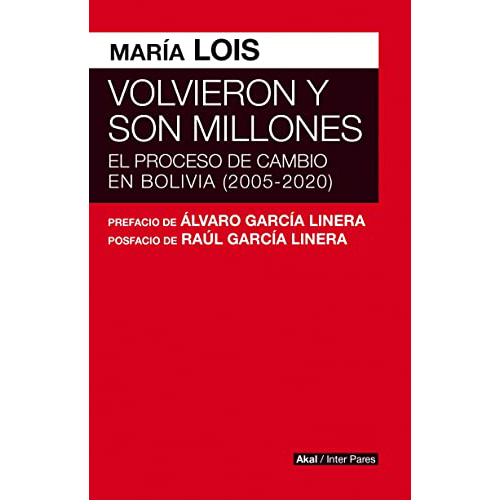 MARÍA LOIS
VOLVIERON Y
SON MILLONES
EL PROCESO DE CAMBIO
EN BOLIVIA (2005-2020)
PREFACIO DE ÁLVARO GARCÍA LINERA
POSFACIO DE RAÚL GARCÍA LINERA
Akal / Inter Pares